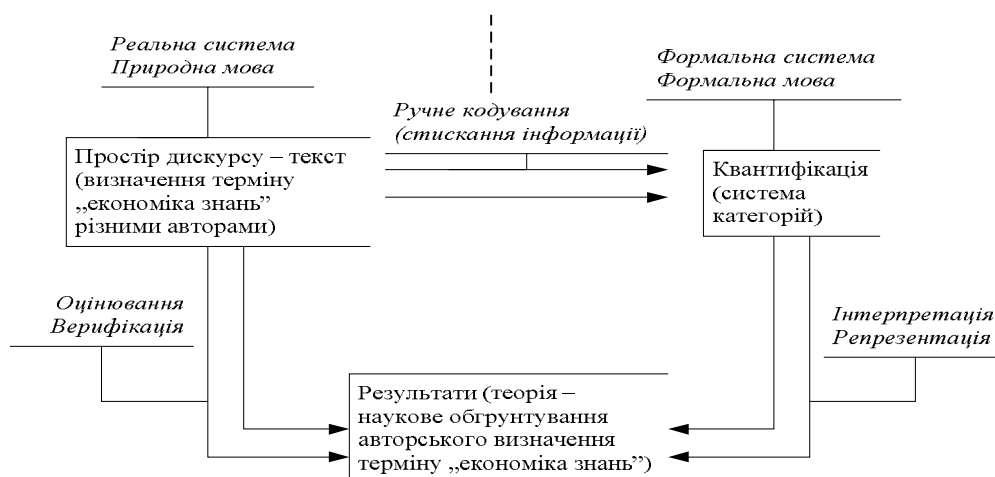 Реальна система
Природна мова
Формальна система
Формальна мова
Ручне кодування
(стискання інформації)
Простір дискурсу – текст
(визначення терміну
„економіка знань”
різними авторами)
Квантифікація
(система
категорій)
Оцінювання
Верифікація
Інтерпретація
Репрезентація
Результати (теорія –
наукове обгрунтування
авторського визначення
терміну „економіка знань”)